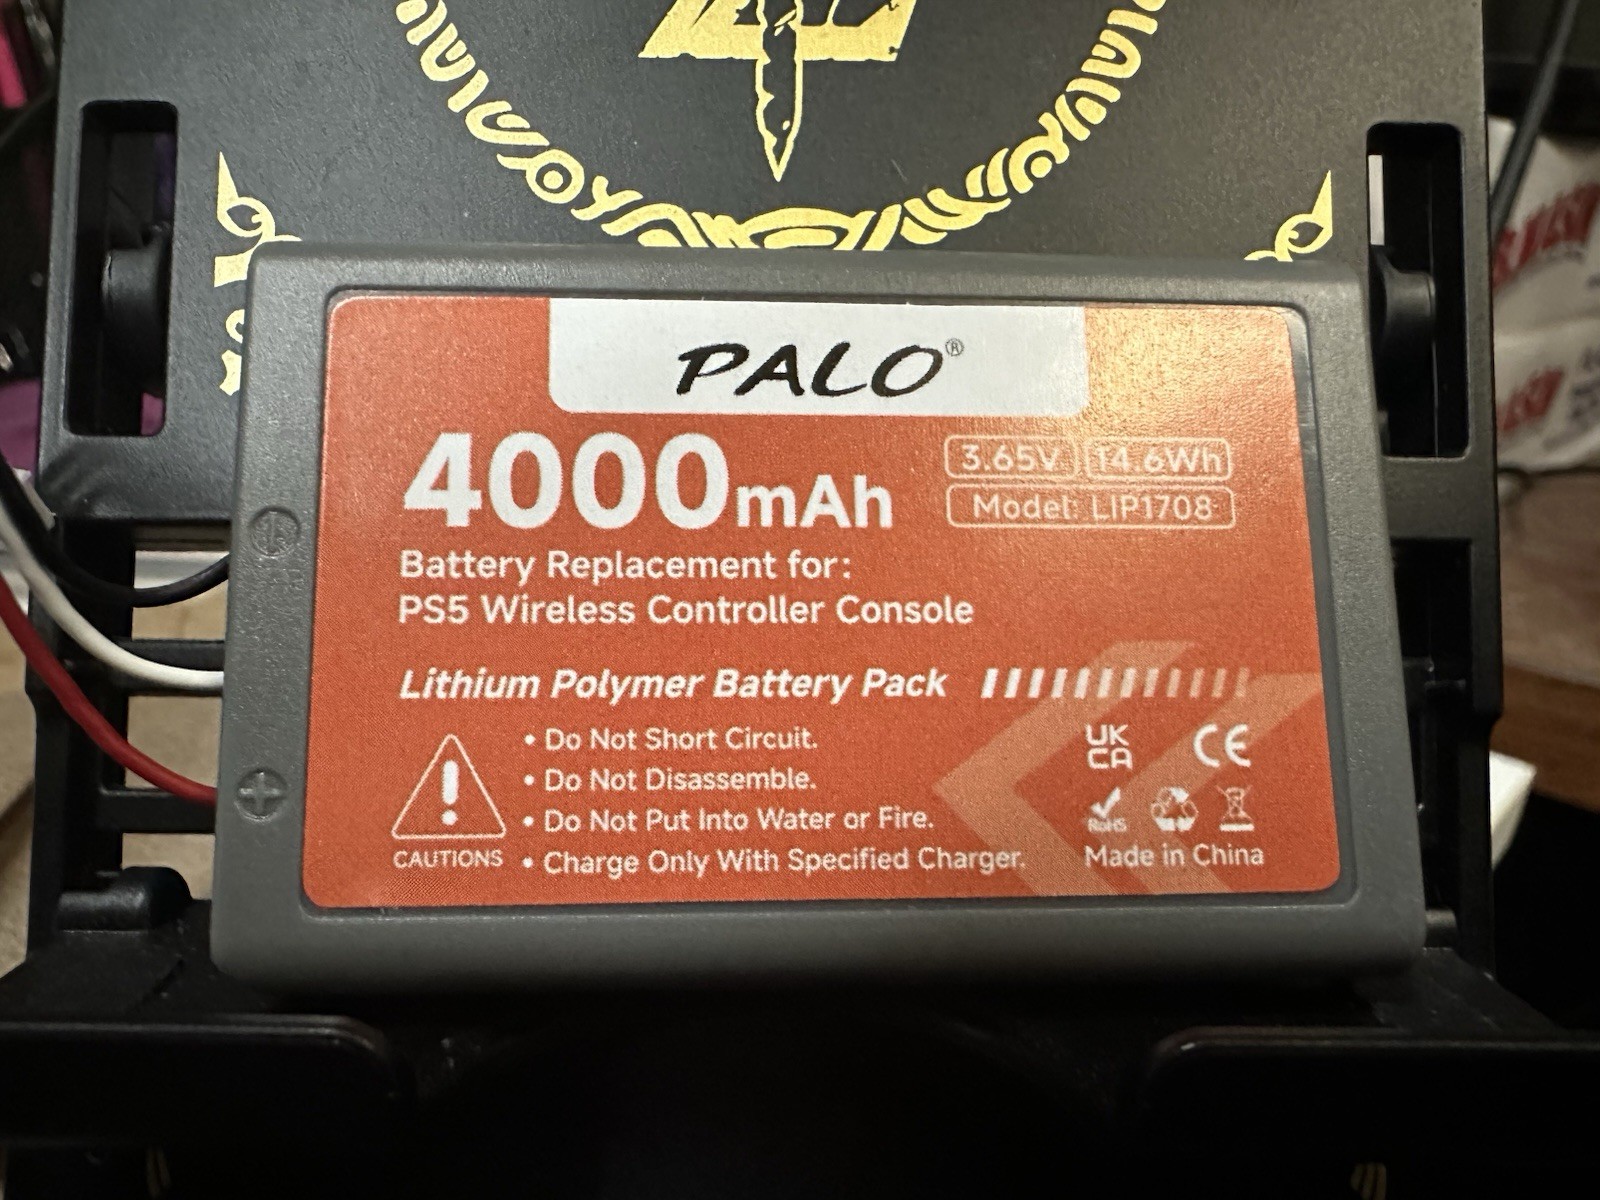 PALO®
4000mAh
3.65V 14.6Wh
Model: LIP1708
Battery Replacement for:
PS5 Wireless Controller Console
Lithium Polymer Battery Pack
• Do Not Short Circuit.
• Do Not Disassemble.
• Do Not Put Into Water or Fire.
• Charge Only With Specified Charger.
CAUTIONS
UK
CA
CE
RoHS
Made in China